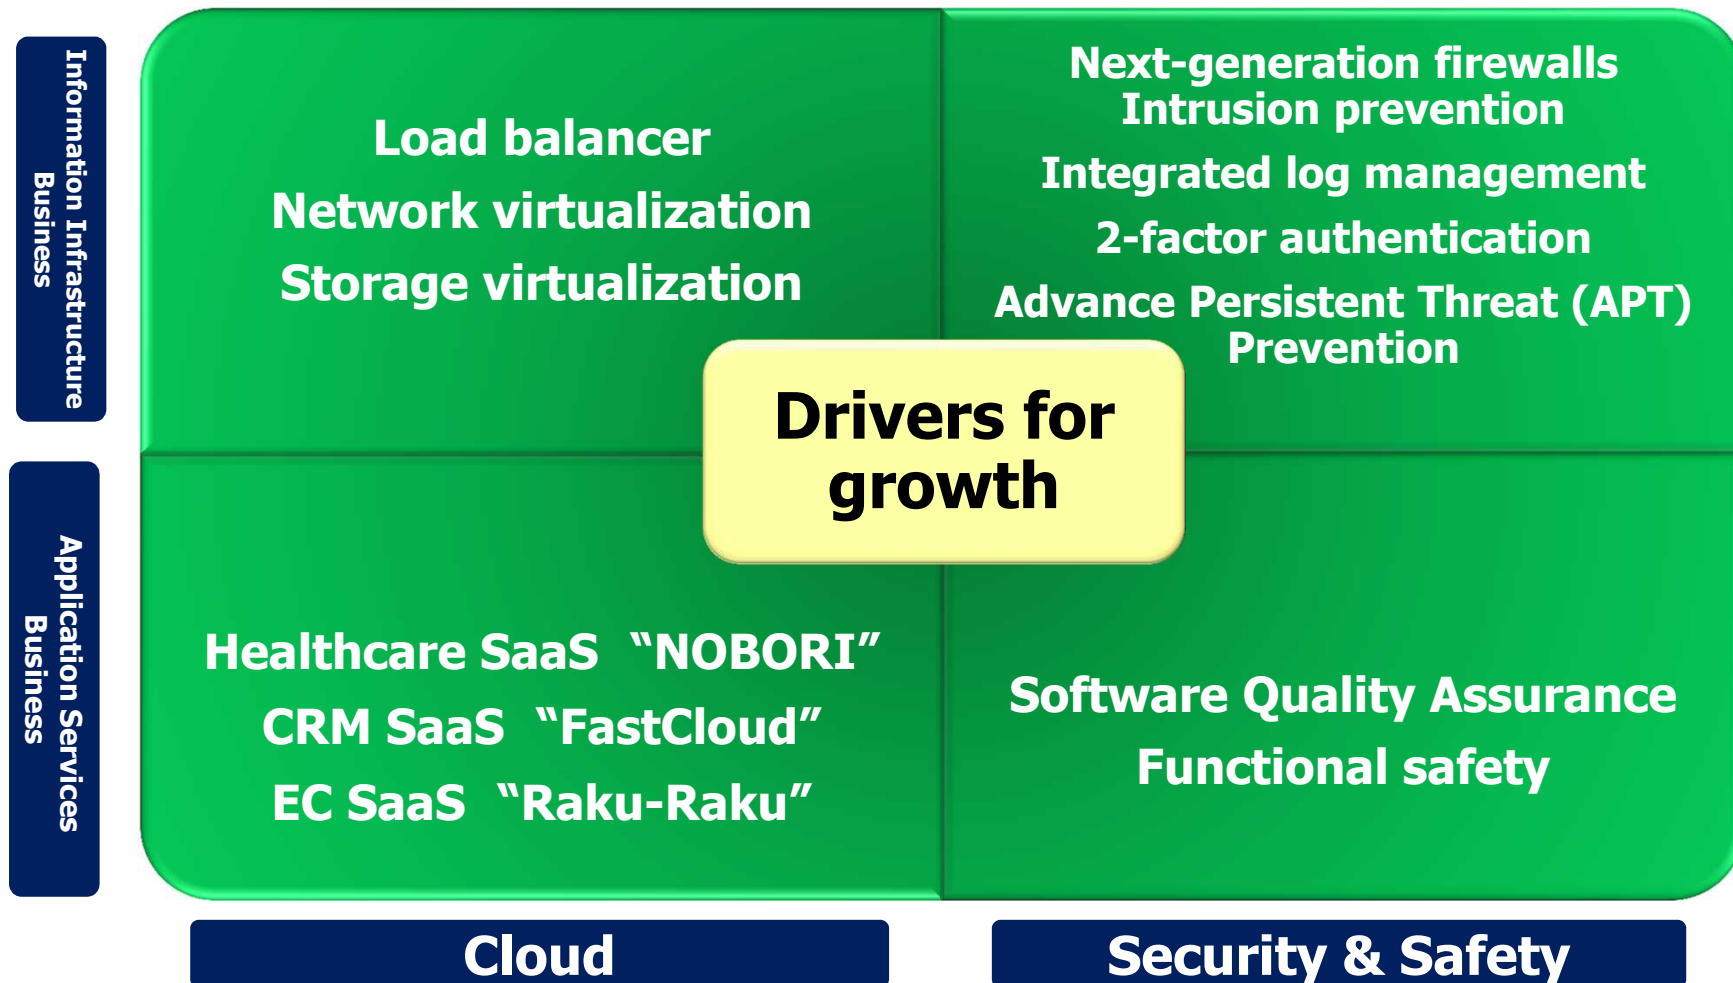 Information Infrastructure
Business
Load balancer
Network virtualization
Storage virtualization
Next-generation firewalls
Intrusion prevention
Integrated log management
2-factor authentication
Advance Persistent Threat (APT)
Prevention
Drivers for
growth
Application Services
Business
Healthcare SaaS “NOBORI”
CRM SaaS “FastCloud”
EC SaaS “Raku-Raku”
Software Quality Assurance
Functional safety
Cloud
Security & Safety